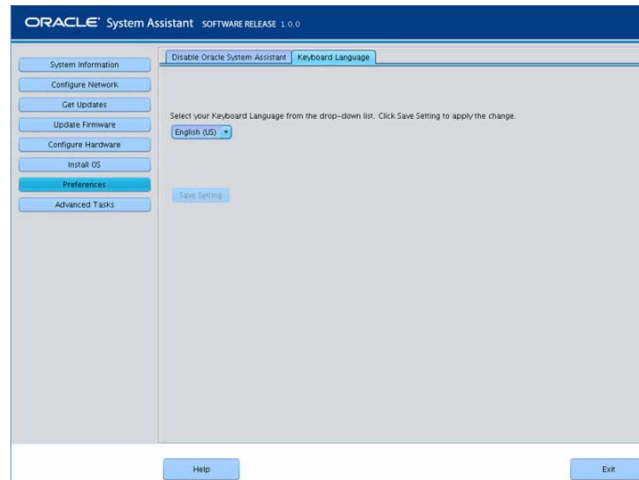 ORACLE® System Assistant SOFTWARE RELEASE 1.0.0
System Information
Configure Network
Get Updates
Update Firmware
Configure Hardware
Install OS
Preferences
Advanced Tasks
Disable Oracle System Assistant
Keyboard Language
Select your Keyboard Language from the drop-down list. Click Save Setting to apply the change.
English (US)
Save Setting
Help
Exit